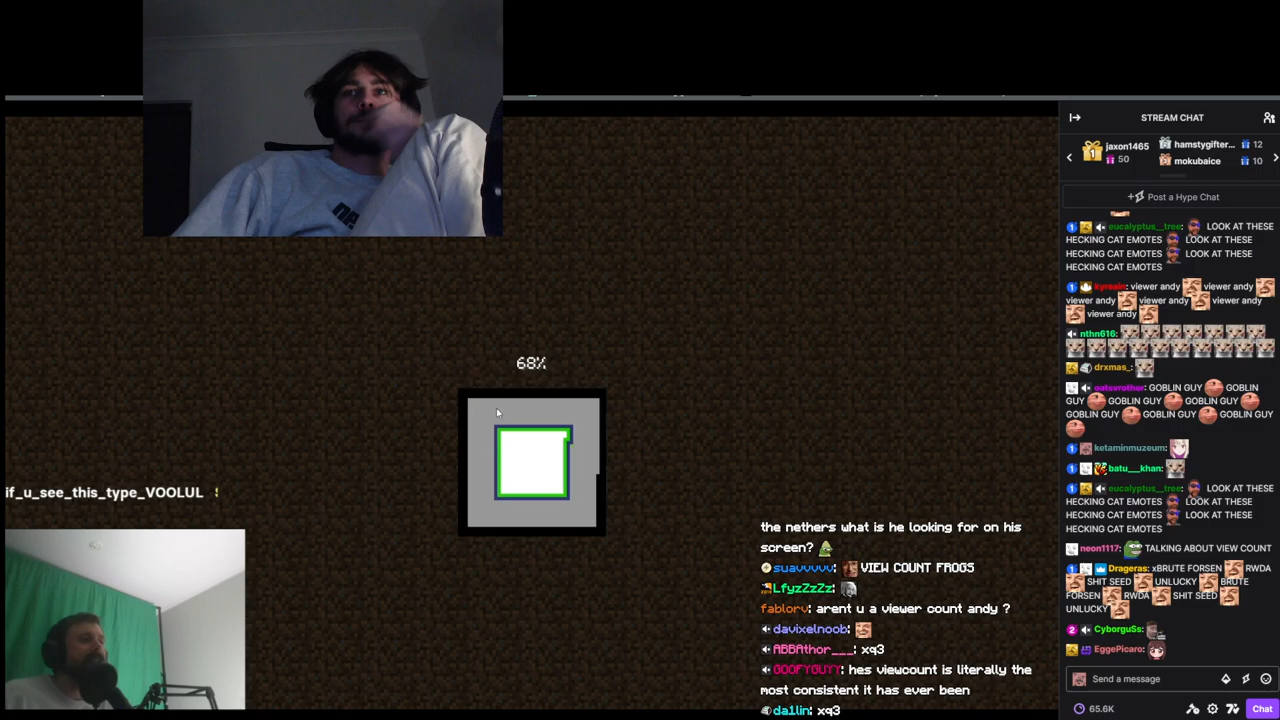 STREAM CHAT
jaxon1465
50
hamstygifter...
12
mokubaice
10
Post a Hype Chat
eucalyptus__tree: LOOK AT THESE
HECKING CAT EMOTES LOOK AT THESE
HECKING CAT EMOTES LOOK AT THESE
HECKING CAT EMOTES
kyreain: viewer andy viewer andy
viewer andy viewer andy viewer andy
viewer andy
nthn616:
drxmas_:
oatsvrother: GOBLIN GUY GOBLIN
GUY GOBLIN GUY GOBLIN GUY
GOBLIN GUY GOBLIN GUY
ketaminmuzeum:
batu___khan:
eucalyptus__tree: LOOK AT THESE
HECKING CAT EMOTES LOOK AT THESE
HECKING CAT EMOTES LOOK AT THESE
HECKING CAT EMOTES
neon1117: TALKING ABOUT VIEW COUNT
Drageras: xBRUTE FORSEN RWDA
SHIT SEED UNLUCKY BRUTE
FORSEN RWDA SHIT SEED
UNLUCKY
CyborguSs:
EggePicaro:
Send a message
65.6K
Chat
68%
if_u_see_this_type_VOOLUL
the nethers what is he looking for on his
screen?
suavvvvv: VIEW COUNT FROGS
LfyzZzZz:
fablorv: arent u a viewer count andy ?
davixelnoob:
ABBAthor___: xq3
GOOFYGUYY: hes viewcount is literally the
most consistent it has ever been
da1lin: xq3